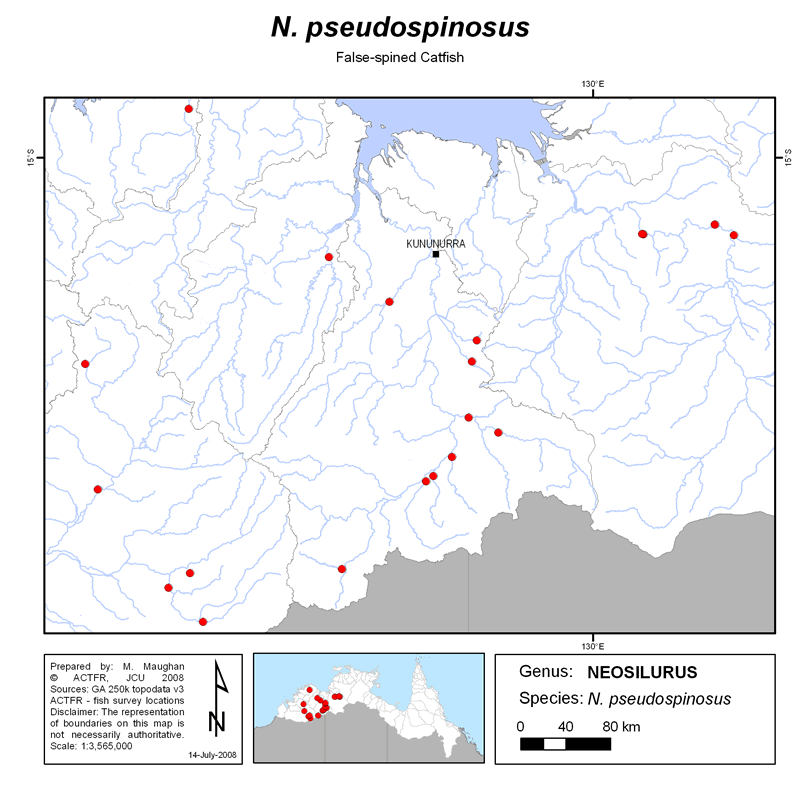 N. pseudospinosus
False-spined Catfish
130°E
15°S
15°S
KUNUNURRA
130°E
Prepared by: M. Maughan
© ACTFR, JCU 2008
Sources: GA 250k topodata v3
ACTFR - fish survey locations
Disclaimer: The representation
of boundaries on this map is
not necessarily authoritative.
Scale: 1:3,565,000
N
14-July-2008
Genus: NEOSILURUS
Species: N. pseudospinosus
0 40 80 km